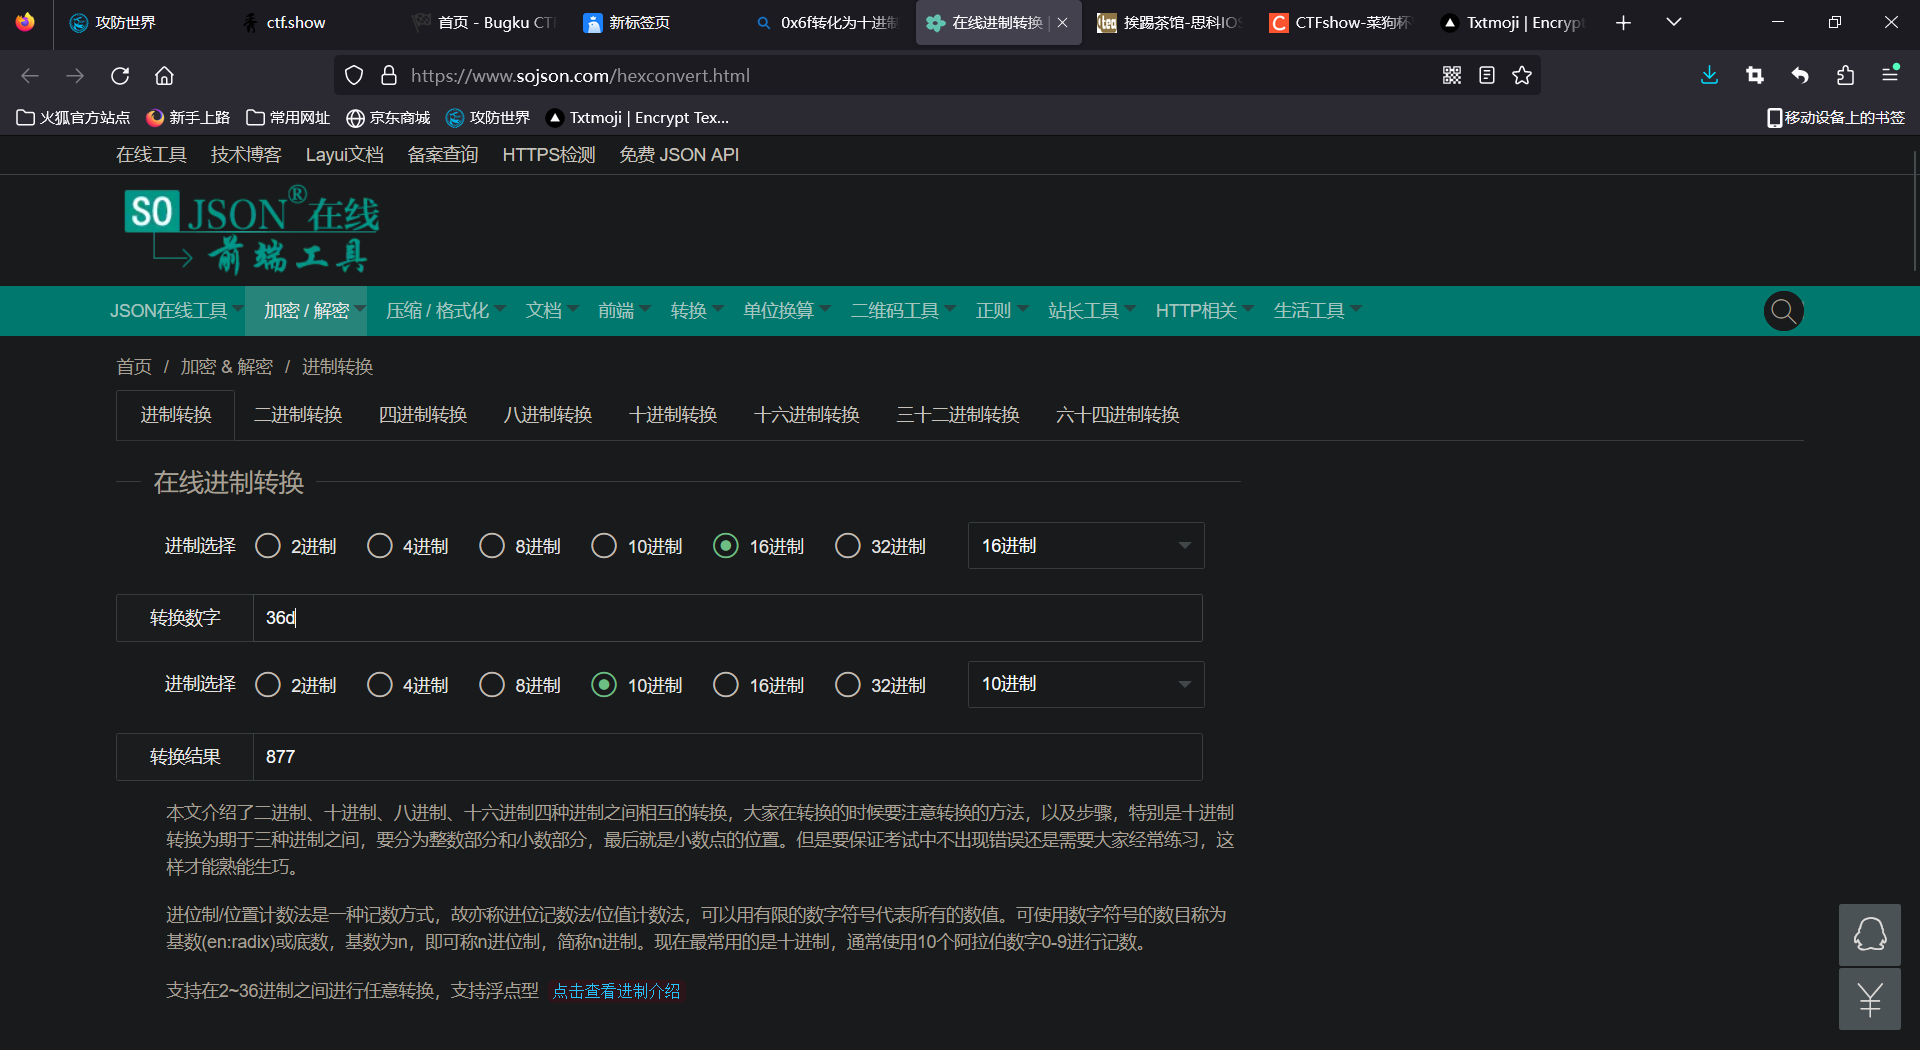 攻防世界
ctf.show
首页 - Bugku CT
新标签页
0x6f转化为十进制
在线进制转换 |
挨踢茶馆-思科IOS
CTFshow-菜狗杯
Txtmoji | Encrypt
https://www.sojson.com/hexconvert.html
火狐官方站点
新手上路
常用网址
京东商城
攻防世界
Txtmoji | Encrypt Tex...
移动设备上的书签
在线工具 技术博客 Layui文档 备案查询 HTTPS检测 免费 JSON API
SO JSON®在线
前端工具
JSON在线工具 加密 / 解密 压缩 / 格式化 文档 前端 转换 单位换算 二维码工具 正则 站长工具 HTTP相关 生活工具
首页 / 加密 & 解密 / 进制转换
进制转换 二进制转换 四进制转换 八进制转换 十进制转换 十六进制转换 三十二进制转换 六十四进制转换
在线进制转换
进制选择 2进制 4进制 8进制 10进制 16进制 32进制 16进制
转换数字 36d
进制选择 2进制 4进制 8进制 10进制 16进制 32进制 10进制
转换结果 877
本文介绍了二进制、十进制、八进制、十六进制四种进制之间相互的转换，大家在转换的时候要注意转换的方法，以及步骤，特别是十进制
转换为期于三种进制之间，要分为整数部分和小数部分，最后就是小数点的位置。但是要保证考试中不出现错误还是需要大家经常练习，这
样才能熟能生巧。
进位制/位置计数法是一种记数方式，故亦称进位记数法/位值计数法，可以用有限的数字符号代表所有的数值。可使用数字符号的数目称为
基数(en:radix)或底数，基数为n，即可称n进位制，简称n进制。现在最常用的是十进制，通常使用10个阿拉伯数字0-9进行记数。
支持在2~36进制之间进行任意转换，支持浮点型 点击查看进制介绍